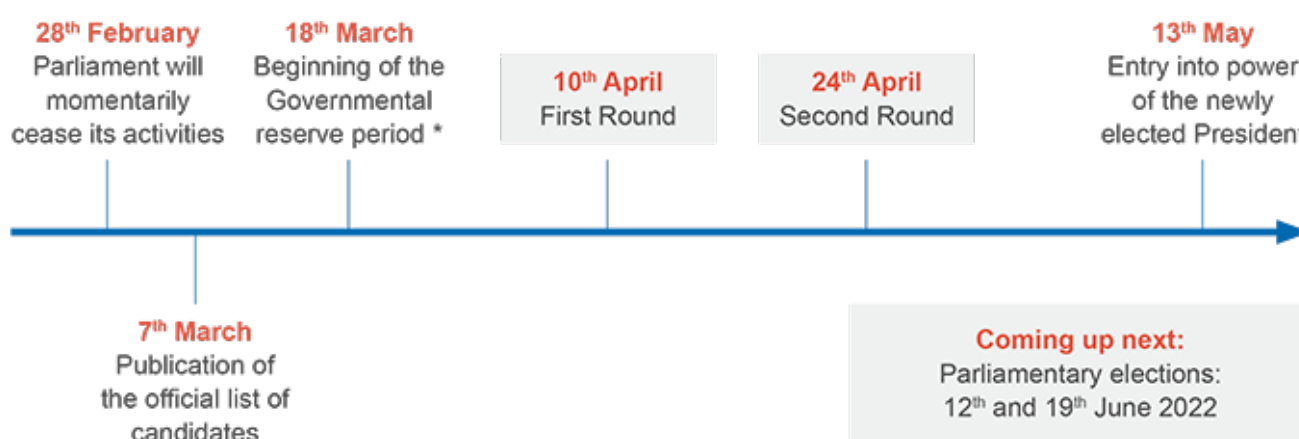 28th February
Parliament will
momentarily
cease its activities
18th March
Beginning of the
Governmental
reserve period *
10th April
First Round
24th April
Second Round
13th May
Entry into power
of the newly
elected President
7th March
Publication of
the official list of
candidates
Coming up next:
Parliamentary elections:
12th and 19th June 2022